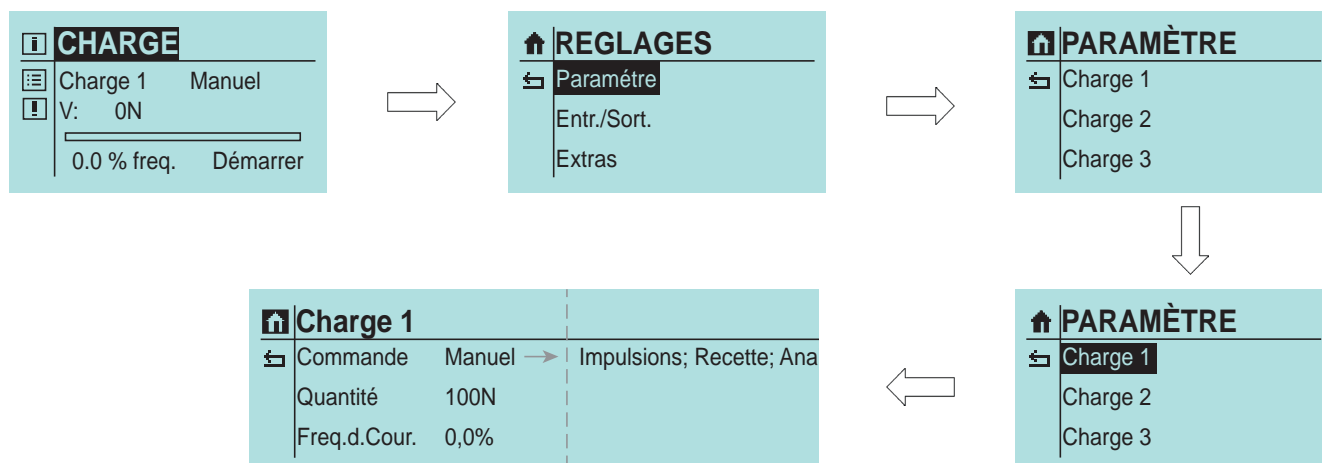 CHARGE
Charge 1 Manuel
V: 0N
0.0 % freq. Démarrer
REGLAGES
Paramétre
Entr./Sort.
Extras
PARAMÈTRE
Charge 1
Charge 2
Charge 3
PARAMÈTRE
Charge 1
Charge 2
Charge 3
Charge 1
Commande Manuel Impulsions; Recette; Ana
Quantité 100N
Freq.d.Cour. 0,0%